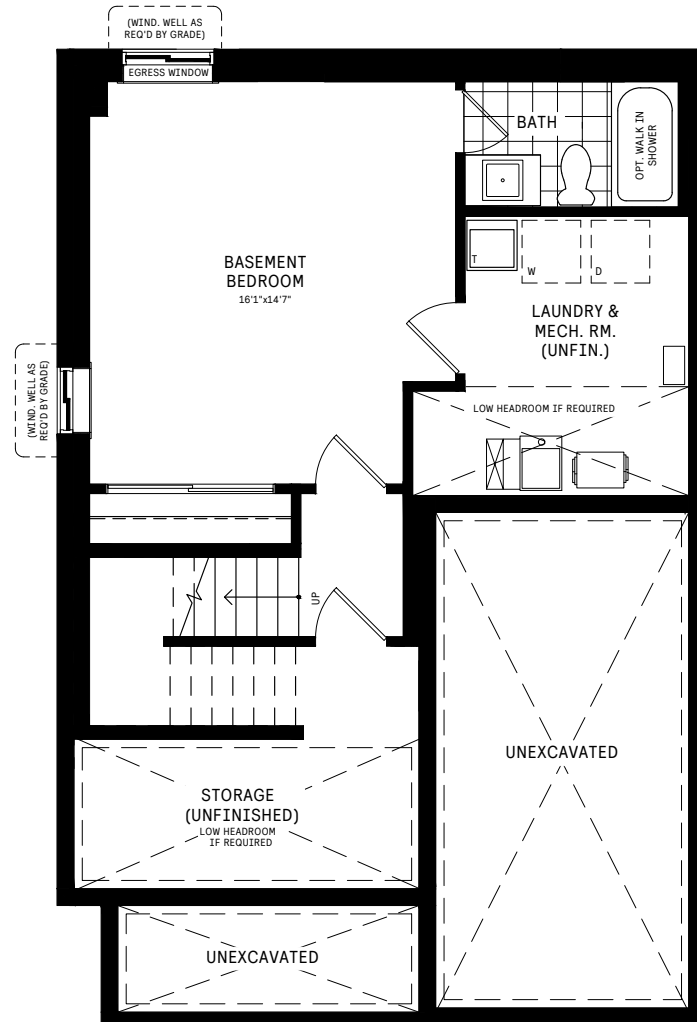 (WIND. WELL AS
REQ'D BY GRADE)
EGRESS WINDOW
BATH
OPT. WALK IN
SHOWER
BASEMENT
BEDROOM
16'1"x14'7"
T
W
D
LAUNDRY &
MECH. RM.
(UNFIN.)
(WIND. WELL AS
REQ'D BY GRADE)
LOW HEADROOM IF REQUIRED
UP
UNEXCAVATED
STORAGE
(UNFINISHED)
LOW HEADROOM
IF REQUIRED
UNEXCAVATED